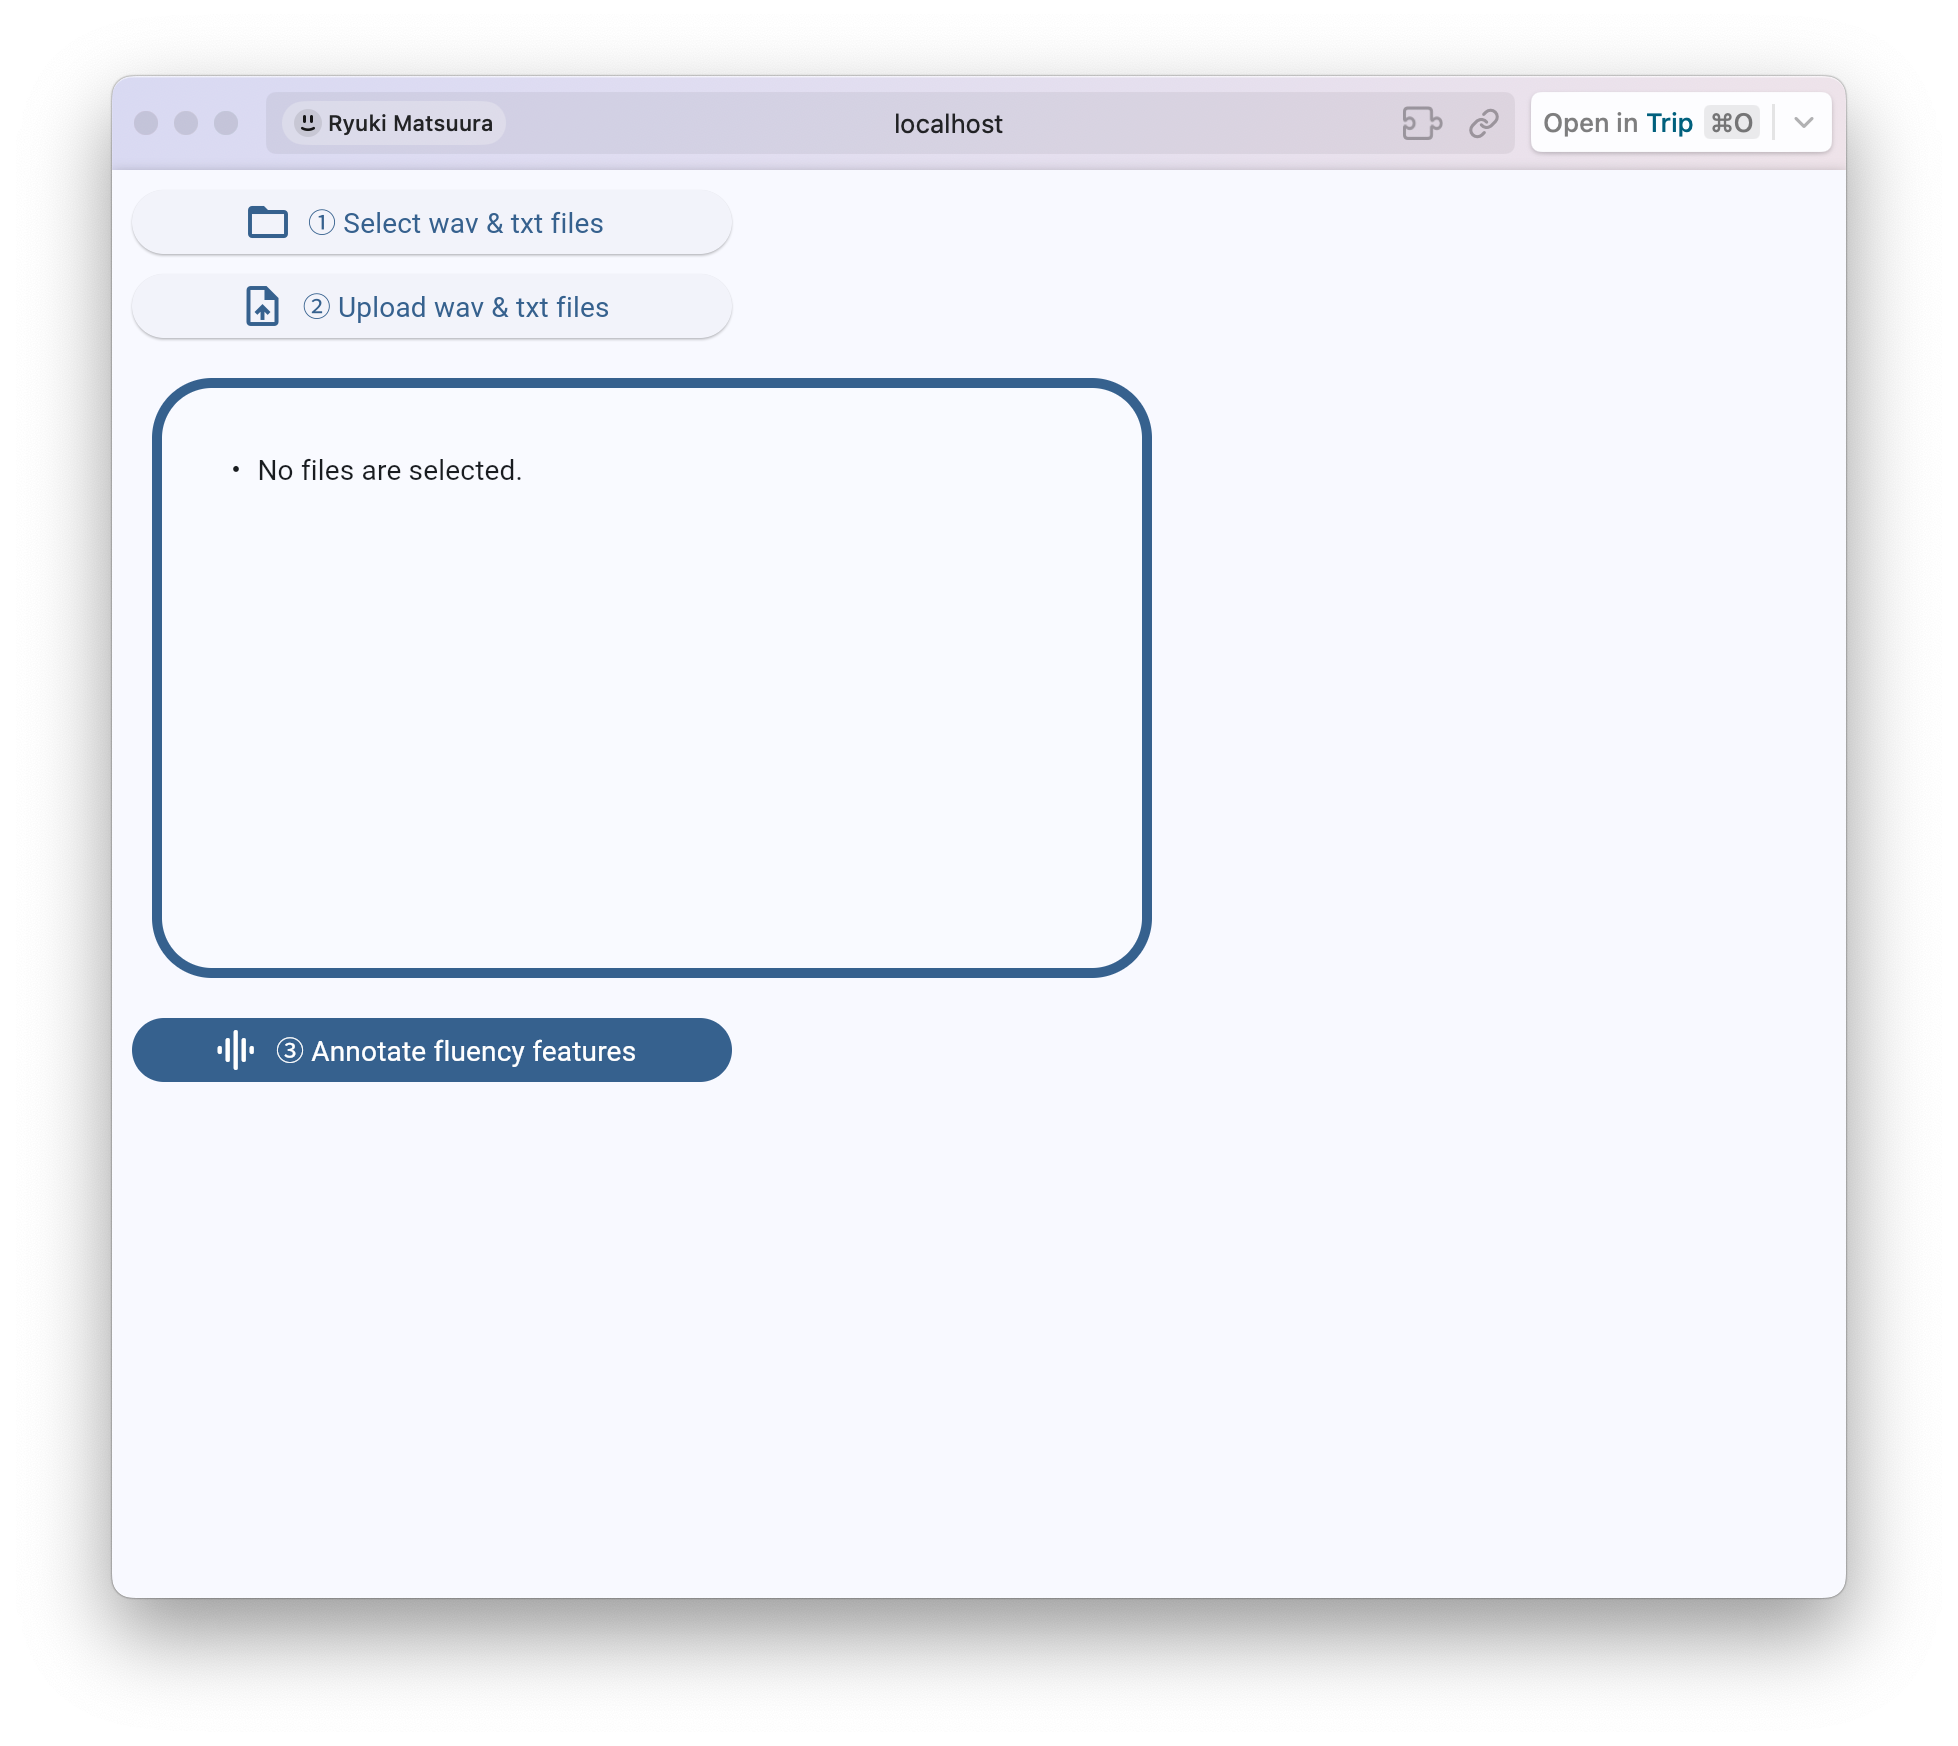 Ryuki Matsuura
localhost
Open in Trip ⌘O
① Select wav & txt files
② Upload wav & txt files
• No files are selected.
③ Annotate fluency features